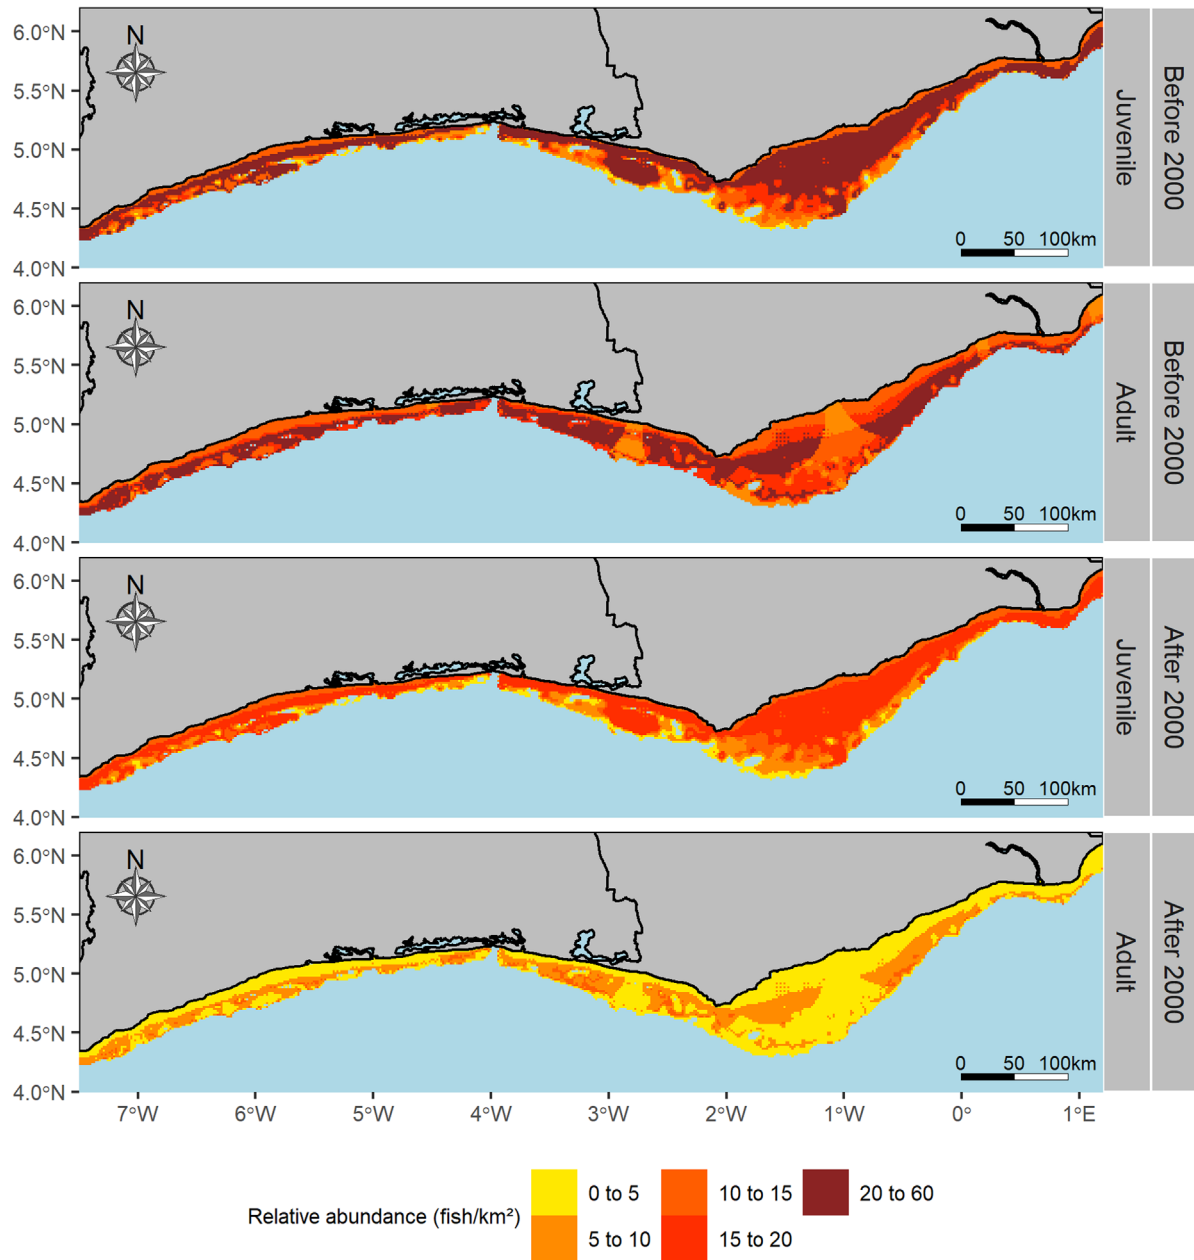 6.0°N
5.5°N
5.0°N
4.5°N
4.0°N
N
0 50 100km
Juvenile
Before 2000
6.0°N
5.5°N
5.0°N
4.5°N
4.0°N
N
0 50 100km
Adult
Before 2000
6.0°N
5.5°N
5.0°N
4.5°N
4.0°N
N
0 50 100km
Juvenile
After 2000
6.0°N
5.5°N
5.0°N
4.5°N
4.0°N
N
0 50 100km
Adult
After 2000
7°W 6°W 5°W 4°W 3°W 2°W 1°W 0° 1°E
Relative abundance (fish/km²)
0 to 5 10 to 15 20 to 60
5 to 10 15 to 20